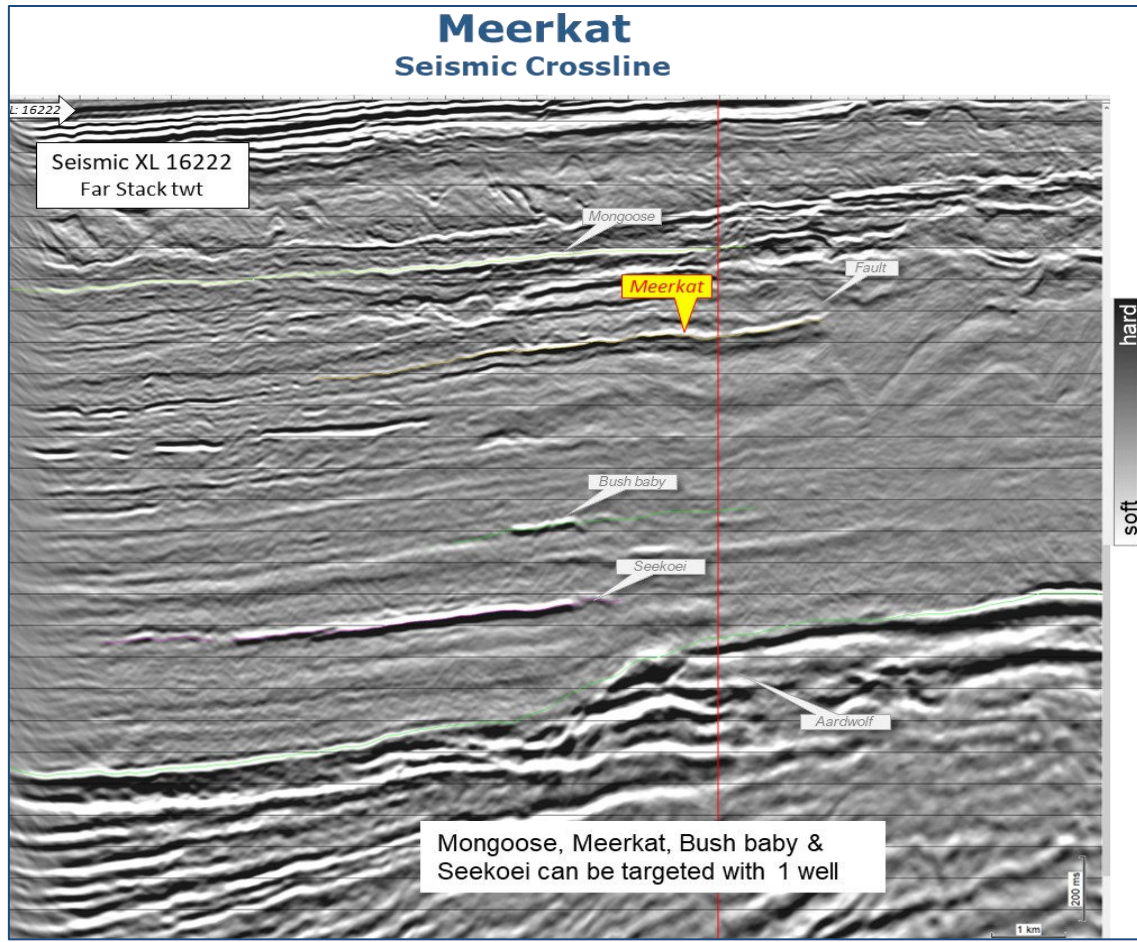 Meerkat
Seismic Crossline
L: 16222
Seismic XL 16222
Far Stack twt
Mongoose
Fault
Meerkat
hard
soft
Bush baby
Seekoei
Aardwolf
Mongoose, Meerkat, Bush baby &
Seekoei can be targeted with 1 well
200 ms
1 km